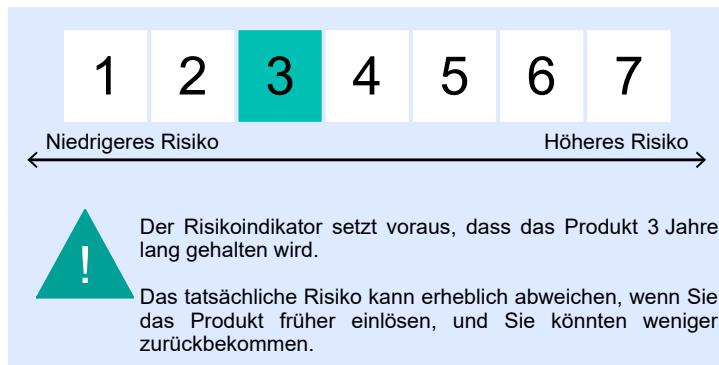 1 2 3 4 5 6 7
Niedrigeres Risiko Höheres Risiko
!
Der Risikoindikator setzt voraus, dass das Produkt 3 Jahre
lang gehalten wird.
Das tatsächliche Risiko kann erheblich abweichen, wenn Sie
das Produkt früher einlösen, und Sie könnten weniger
zurückbekommen.